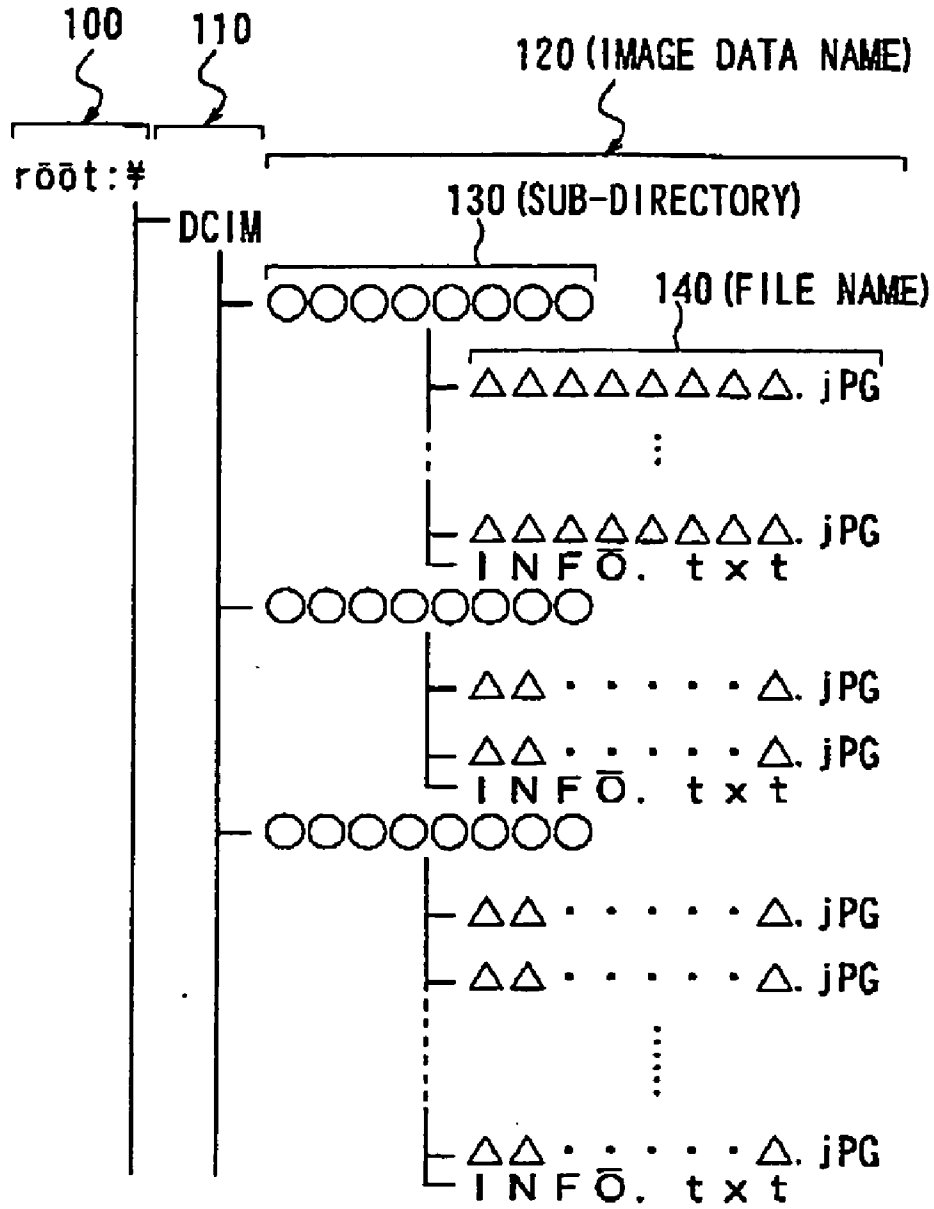 100 110
120 (IMAGE DATA NAME)
rōōt:¥
130 (SUB-DIRECTORY)
DCIM
○○○○○○○○
140 (FILE NAME)
△△△△△△△△. jPG
⋮
△△△△△△△△. jPG
INFŌ. txt
○○○○○○○○
△△·····△. jPG
△△·····△. jPG
INFŌ. txt
○○○○○○○○
△△·····△. jPG
△△·····△. jPG
⋮
△△·····△. jPG
INFŌ. txt